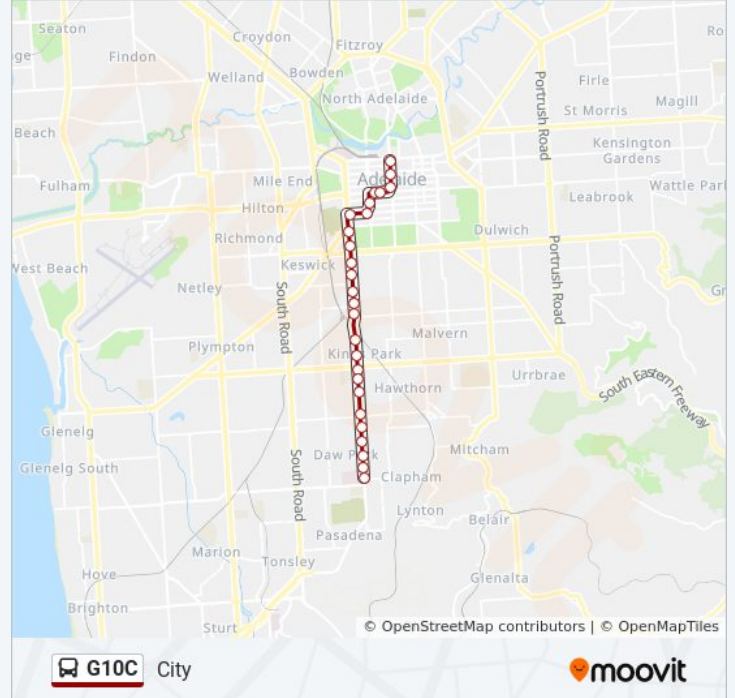 Seaton
Croydon
Fitzroy
Ro
ge
Findon
Welland
Bowden
North Adelaide
Portrush Road
Firle
Magill
St Morris
Beach
Kensington
Gardens
Fulham
Mile End
Adelaide
Leabrook
Wattle Park
Hilton
Richmond
Dulwich
West Beach
Keswick
Portrush Road
Netley
South Road
Gr
Plympton
Malvern
Kings Park
Urrbrae
Hawthorn
South Eastern Freeway
Glenelg
Glenelg South
South Road
Daw Park
Mitcham
Clapham
Lynton
Belair
Pasadena
Marion
Tonsley
Hove
Glenalta
Brighton
Sturt
© OpenStreetMap contributors | © OpenMapTiles
G10C City
moovit